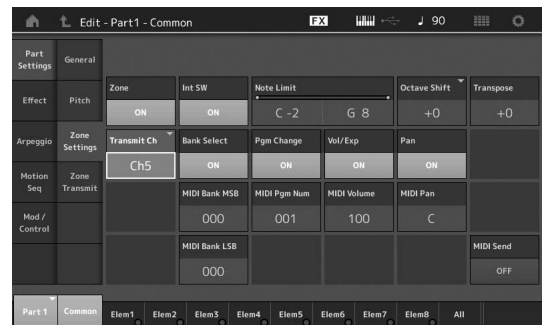 Edit - Part1 - Common FX 90
Part Settings
General
Zone Int SW Note Limit Octave Shift Transpose
Effect Pitch ON ON C -2 G 8 +0 +0
Arpeggio Zone Settings Transmit Ch Bank Select Pgm Change Vol/Exp Pan
Ch5 ON ON ON ON
Motion Seq Zone Transmit
MIDI Bank MSB MIDI Pgm Num MIDI Volume MIDI Pan
000 001 100 C
Mod / Control
MIDI Bank LSB MIDI Send
000 OFF
Part 1 Common Elem1 Elem2 Elem3 Elem4 Elem5 Elem6 Elem7 Elem8 All